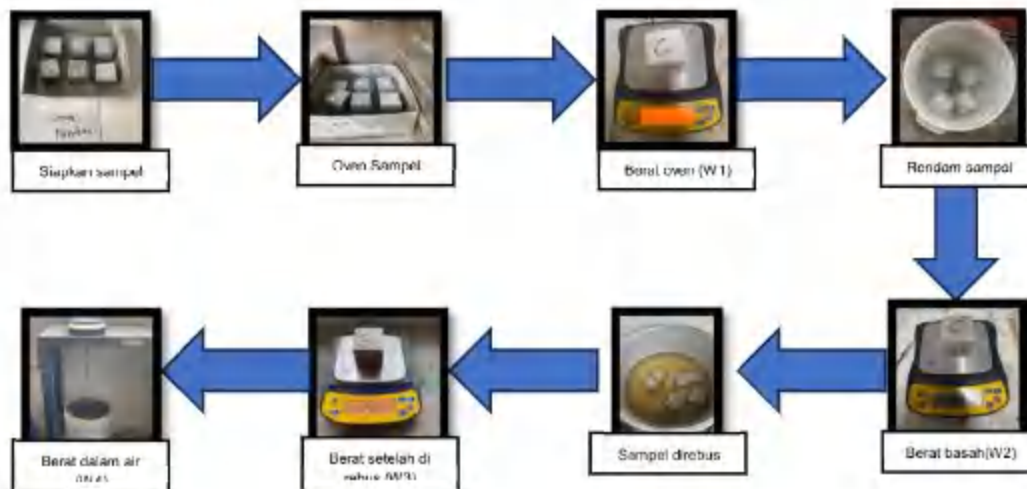 Siapkan sampel
Oven Sampel
Berat oven (W1)
Rendam sampel
Berat basah(W2)
Sampel direbus
Berat setelah di
rebus (W3)
Berat dalam air
(W4)